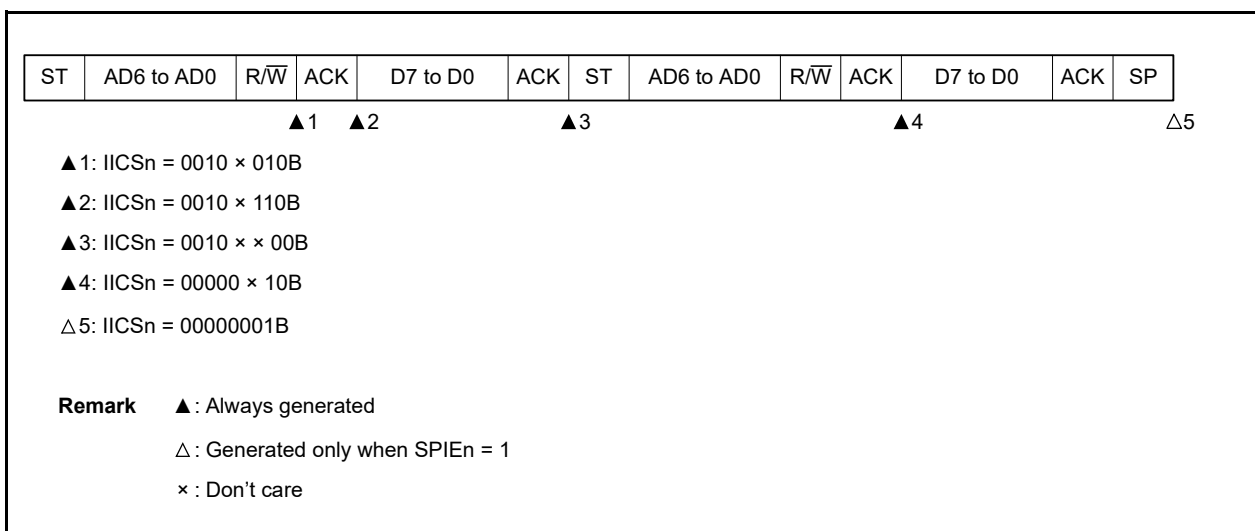 ST AD6 to AD0 R/W̅ ACK D7 to D0 ACK ST AD6 to AD0 R/W̅ ACK D7 to D0 ACK SP
▲1 ▲2 ▲3 ▲4 △5
▲1: IICSn = 0010 × 010B
▲2: IICSn = 0010 × 110B
▲3: IICSn = 0010 × × 00B
▲4: IICSn = 00000 × 10B
△5: IICSn = 00000001B
Remark ▲: Always generated
△: Generated only when SPIEn = 1
× : Don't care